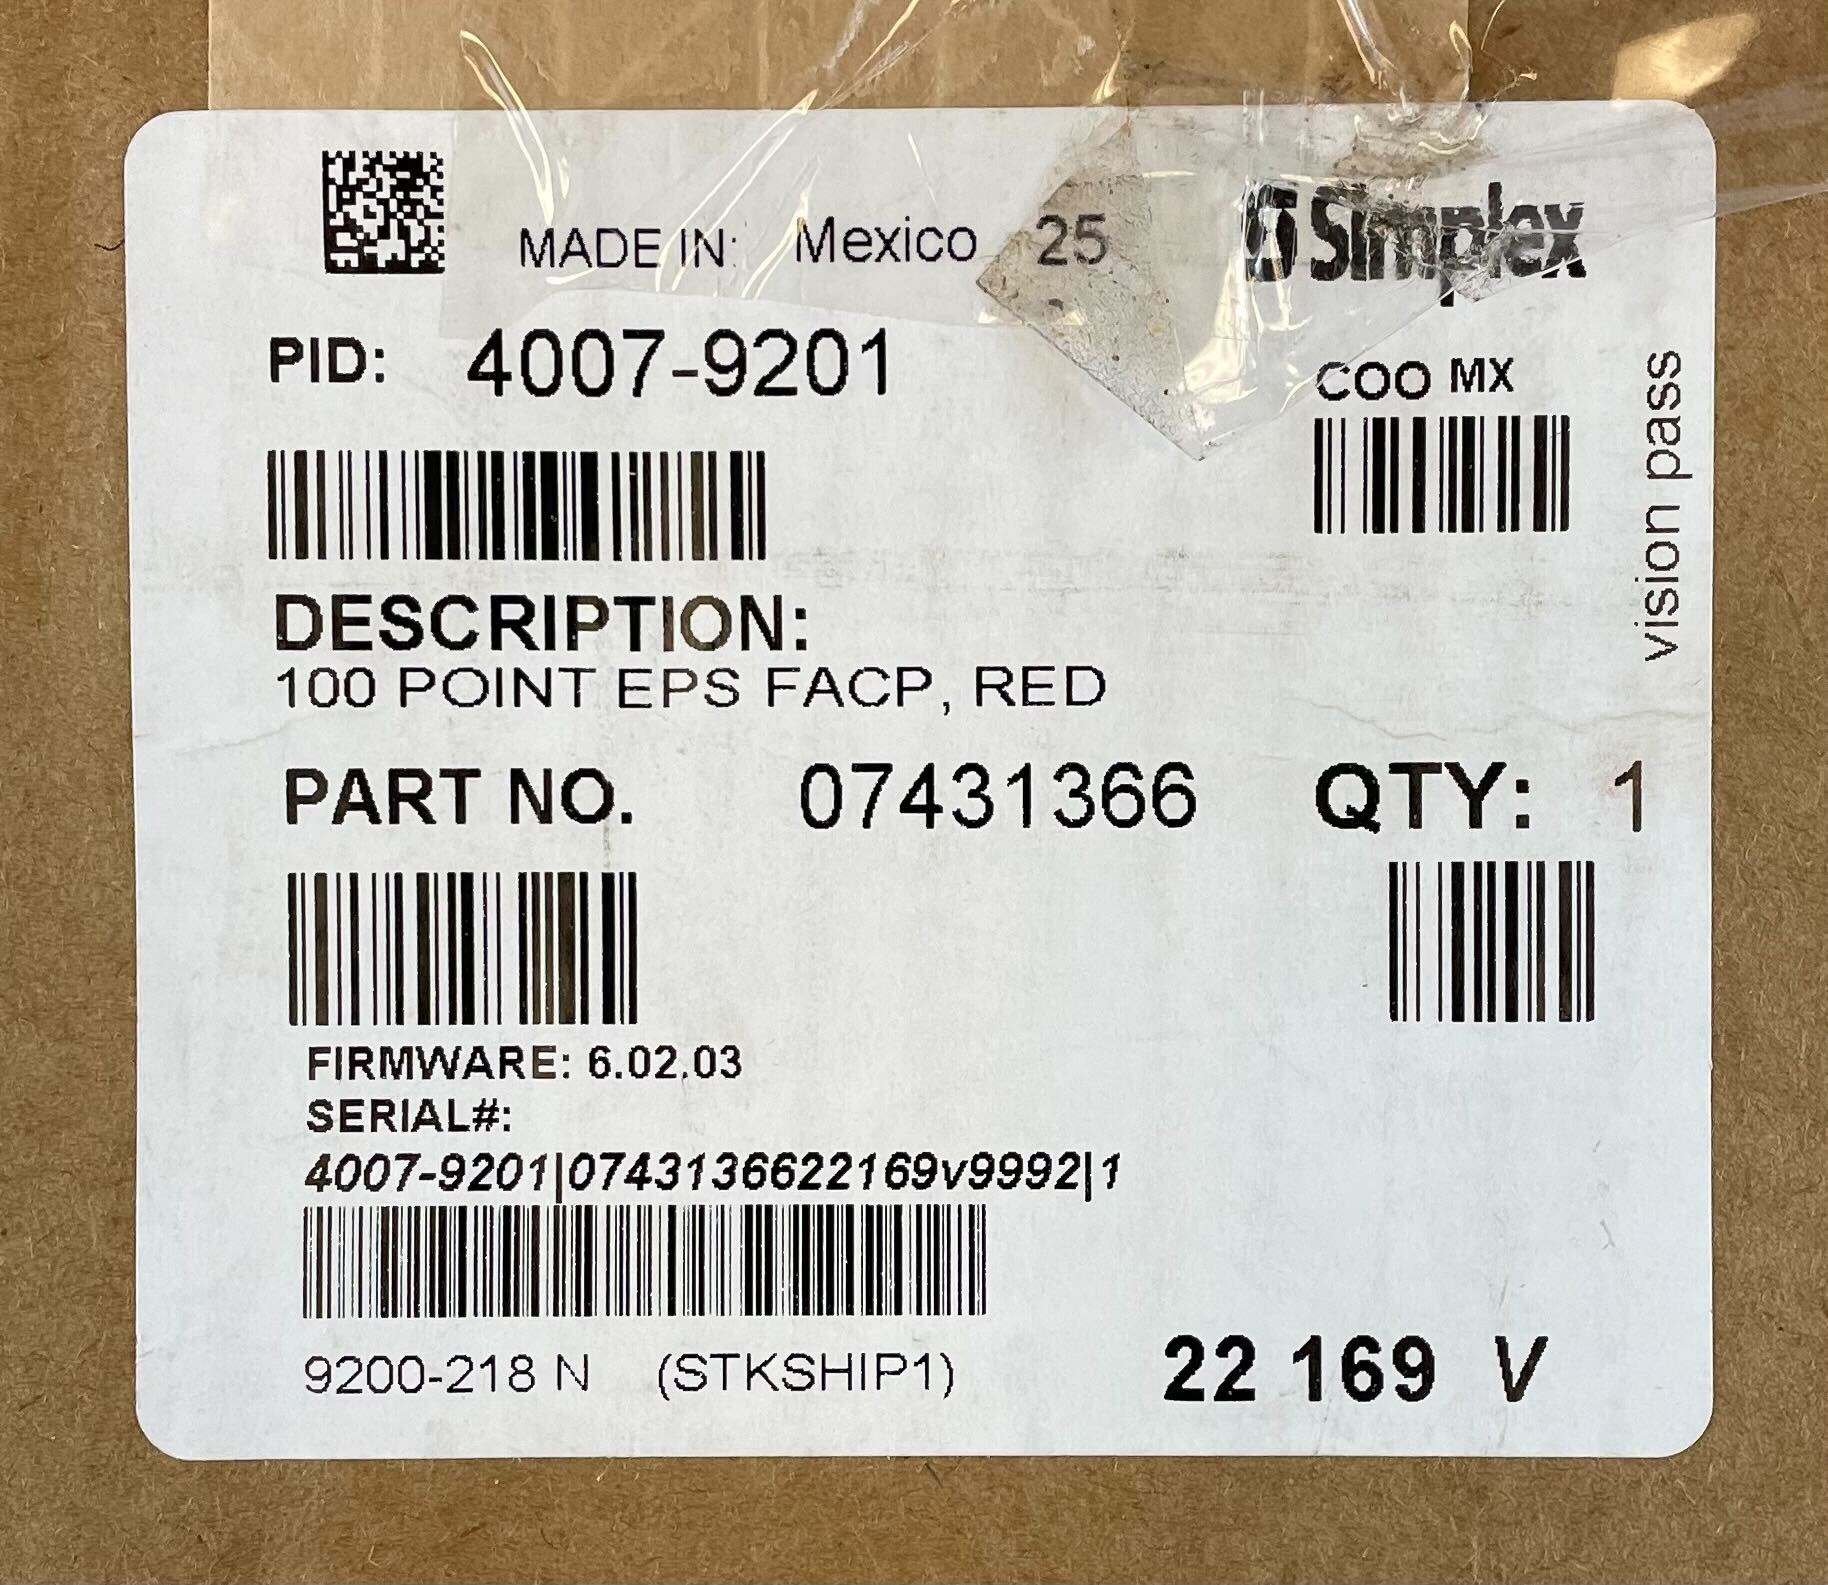 MADE IN: Mexico 25 Simplex
PID: 4007-9201
COO MX
vision pass
DESCRIPTION:
100 POINT EPS FACP, RED
PART NO. 07431366 QTY: 1
FIRMWARE: 6.02.03
SERIAL#:
4007-9201|0743136622169v9992|1
9200-218 N (STKSHIP1) 22 169 V